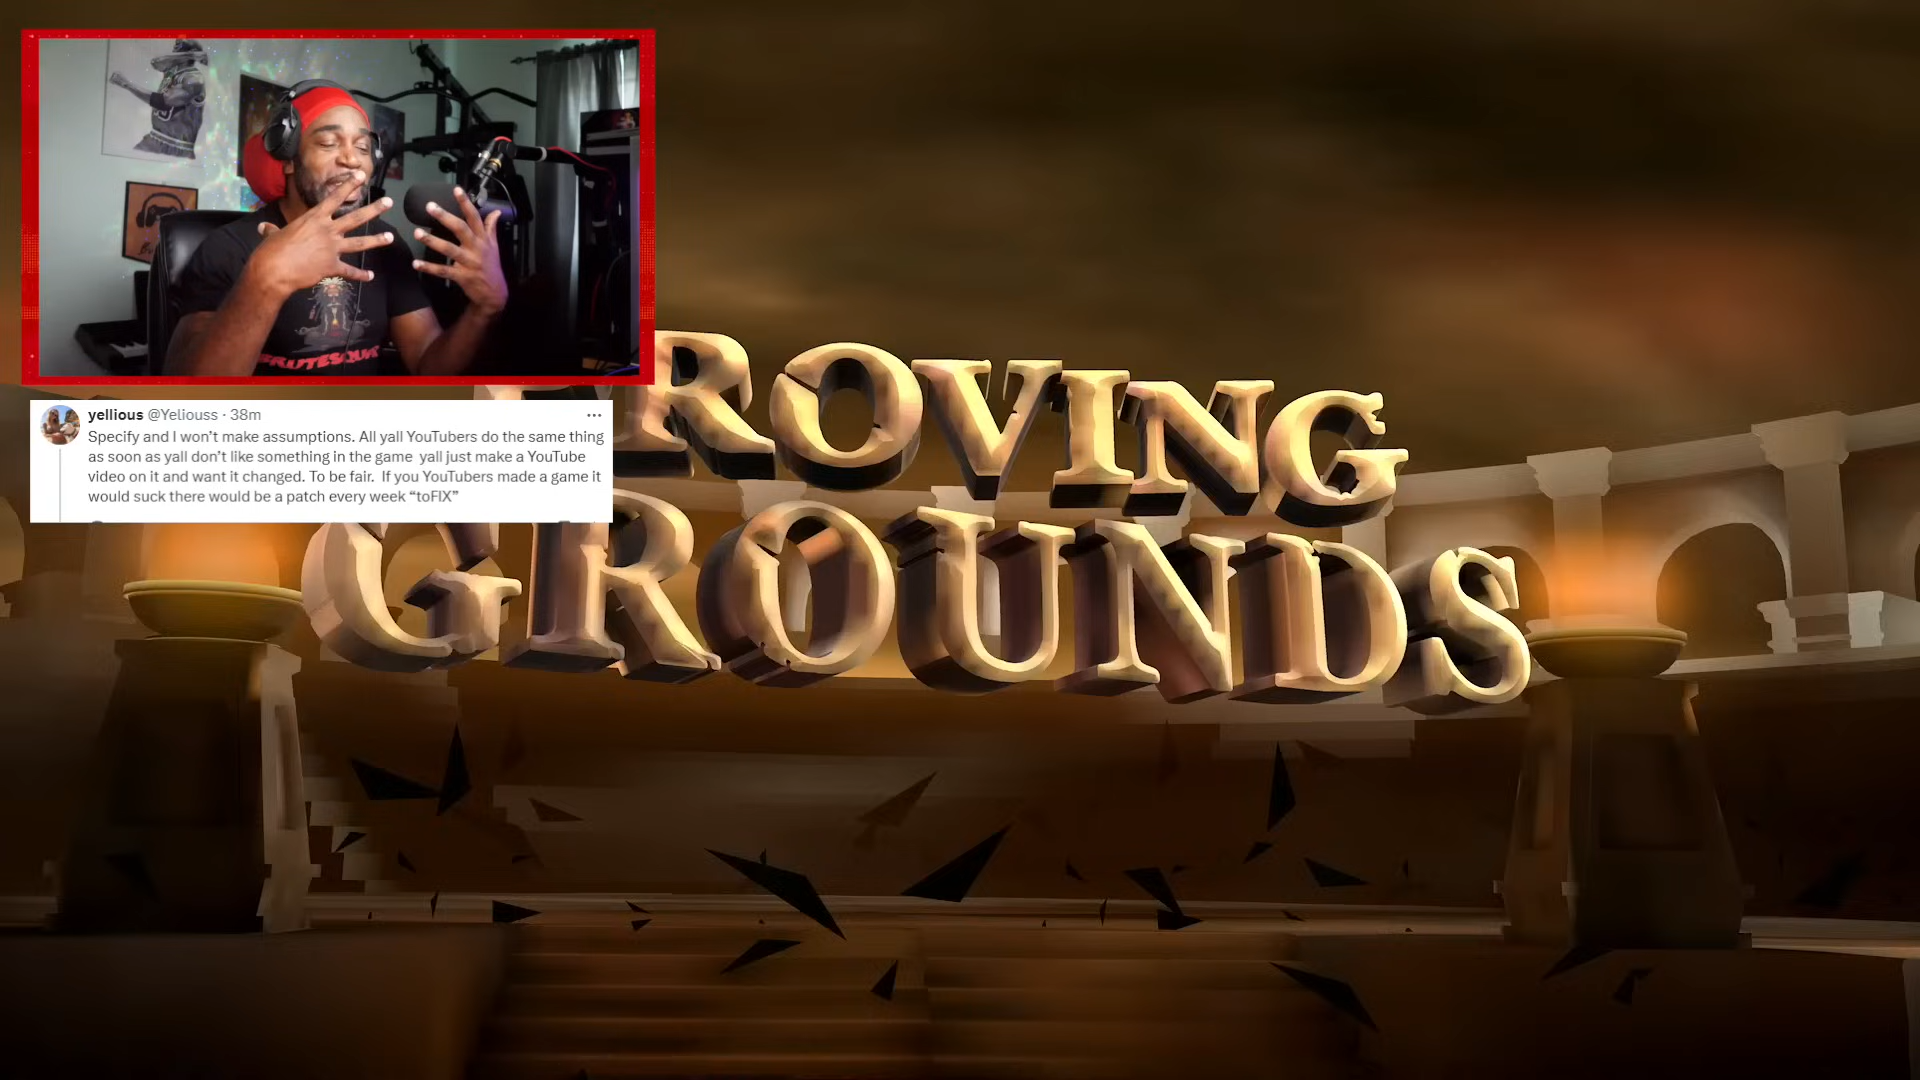 BRUTESQUA
ROVING
yellious @Yeliouss · 38m
Specify and I won't make assumptions. All yall YouTubers do the same thing
as soon as yall don't like something in the game  yall just make a YouTube
video on it and want it changed. To be fair.  If you YouTubers made a game it
would suck there would be a patch every week “toFIX”
GROUNDS